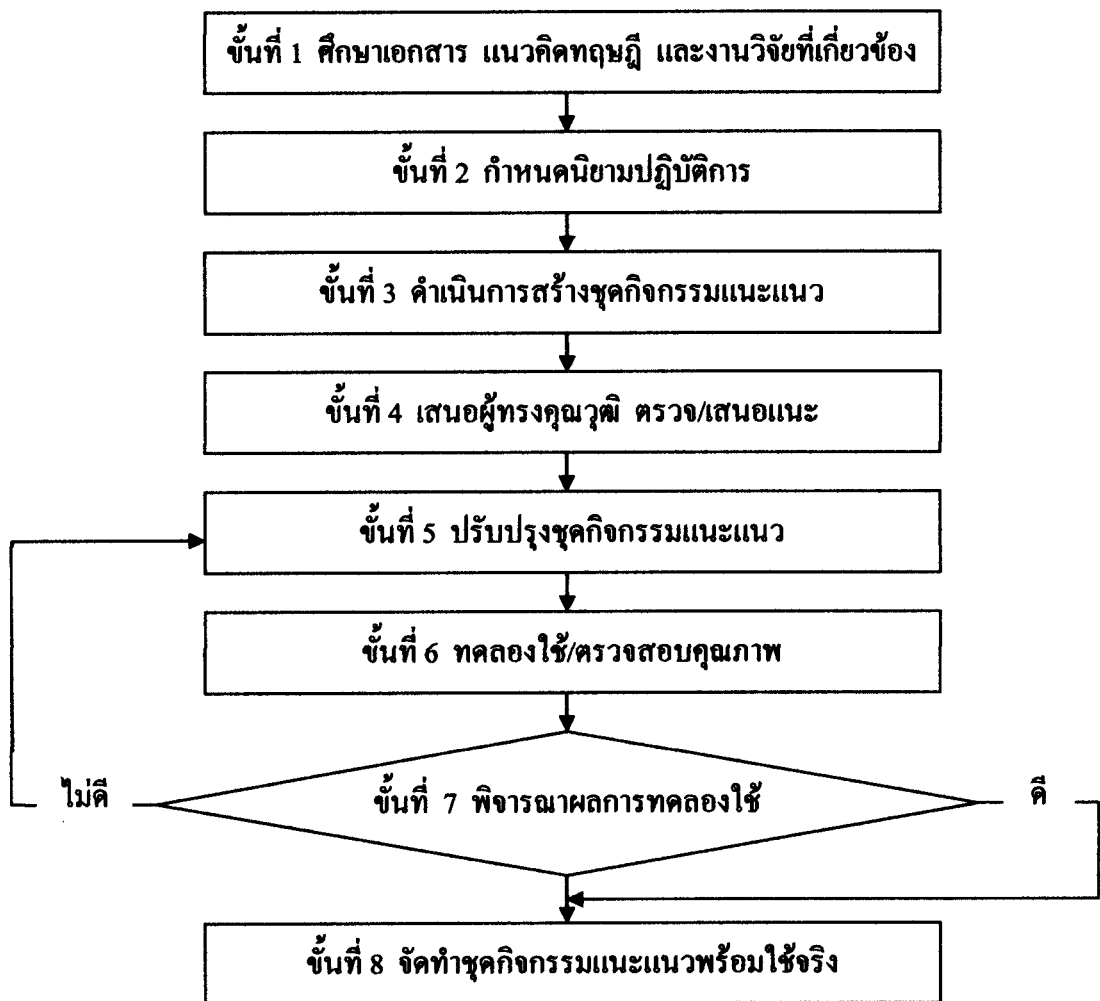 ขั้นที่ 1 ศึกษาเอกสาร แนวคิดทฤษฎี และงานวิจัยที่เกี่ยวข้อง
ขั้นที่ 2 กำหนดนิยามปฏิบัติการ
ขั้นที่ 3 ดำเนินการสร้างชุดกิจกรรมแนะแนว
ขั้นที่ 4 เสนอผู้ทรงคุณวุฒิ ตรวจ/เสนอแนะ
ขั้นที่ 5 ปรับปรุงชุดกิจกรรมแนะแนว
ขั้นที่ 6 ทดลองใช้/ตรวจสอบคุณภาพ
ไม่ดี
ขั้นที่ 7 พิจารณาผลการทดลองใช้
ดี
ขั้นที่ 8 จัดทำชุดกิจกรรมแนะแนวพร้อมใช้จริง